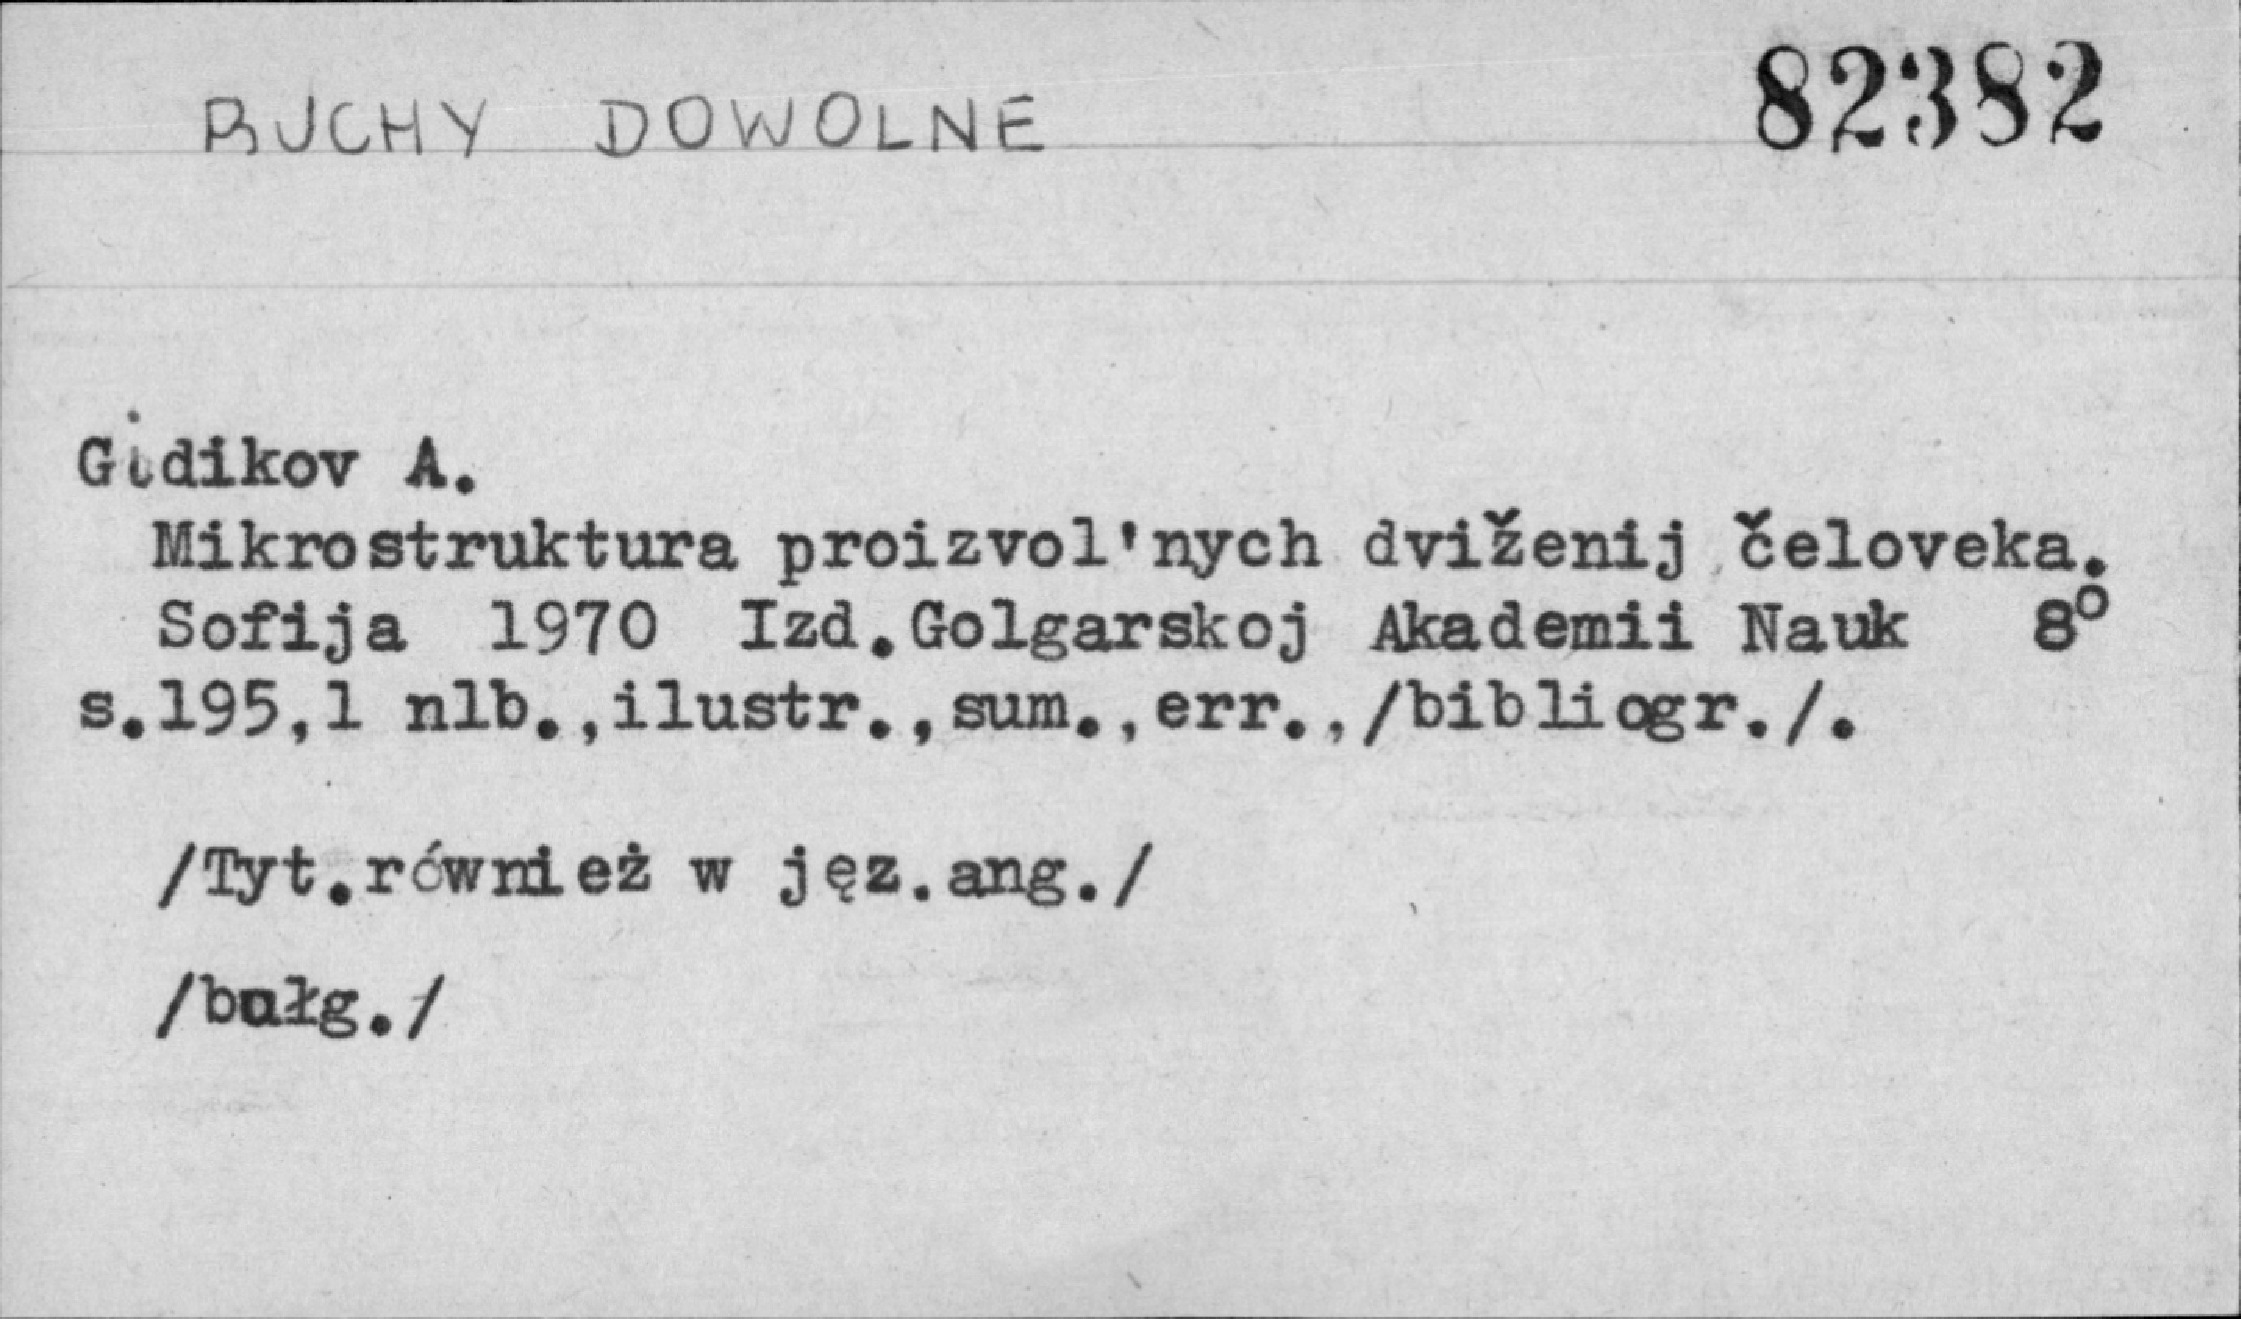 RUCHY DOWOLNE 82382
Gidikov A.
Mikrostruktura proizvol'nych dviženij čeloveka.
Sofija 1970 Izd.Golgarskoj Akademii Nauk 8°
s.195,1 nlb.,ilustr.,sum.,err.,/bibliogr./.
/Tyt.również w jęz.ang./
/bułg./